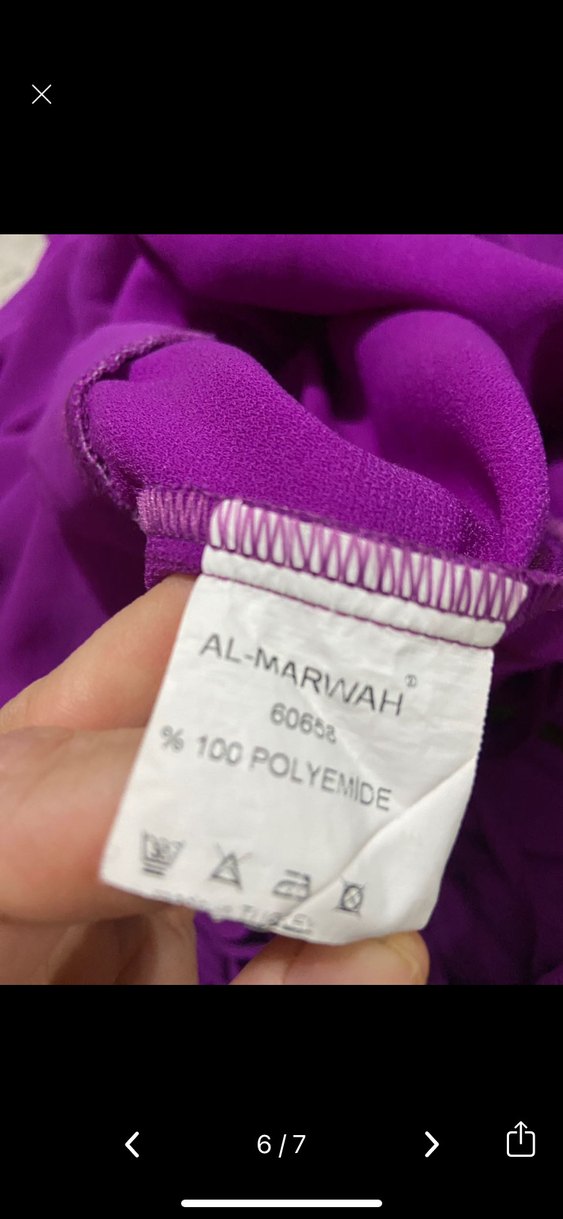 AL-MARWAH®
60658
% 100 POLYEMIDE
6 / 7